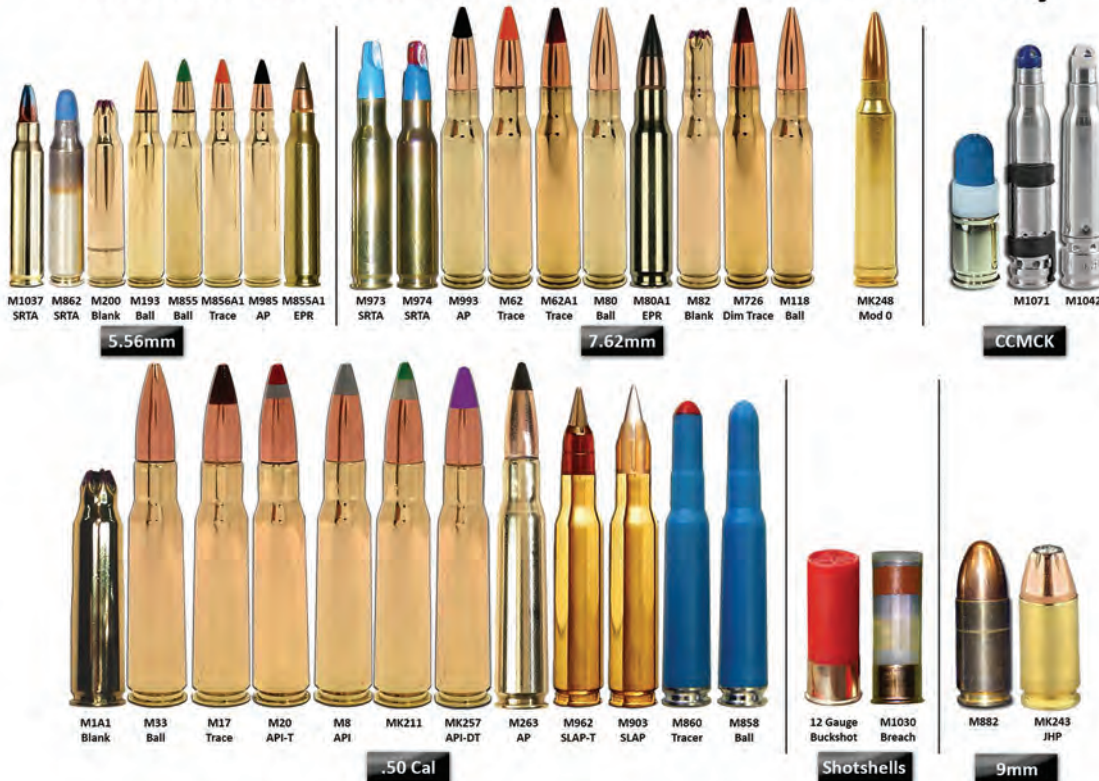 M1037 M862 M200 M193 M855 M856A1 M985 M855A1
SRTA SRTA Blank Ball Ball Trace AP EPR
5.56mm
M973 M974 M993 M62 M62A1 M80 M80A1 M82 M726 M118
SRTA SRTA AP Trace Trace Ball EPR Blank Dim Trace Ball
7.62mm
MK248
Mod 0
M1071 M1042
CCMCK
M1A1 M33 M17 M20 M8 MK211 MK257 M263 M962 M903 M860 M858
Blank Ball Trace API-T API API-DT AP SLAP-T SLAP Tracer Ball
.50 Cal
12 Gauge M1030
Buckshot Breach
Shotshells
M882 MK243
JHP
9mm